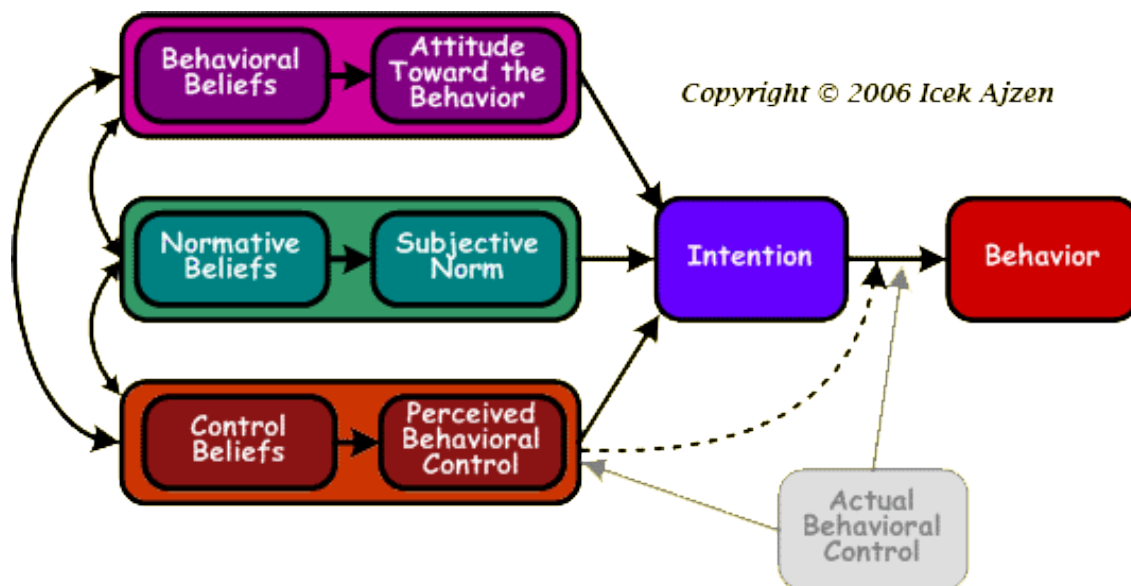 Behavioral
Beliefs
Attitude
Toward the
Behavior
Copyright © 2006 Icek Ajzen
Normative
Beliefs
Subjective
Norm
Intention
Behavior
Control
Beliefs
Perceived
Behavioral
Control
Actual
Behavioral
Control